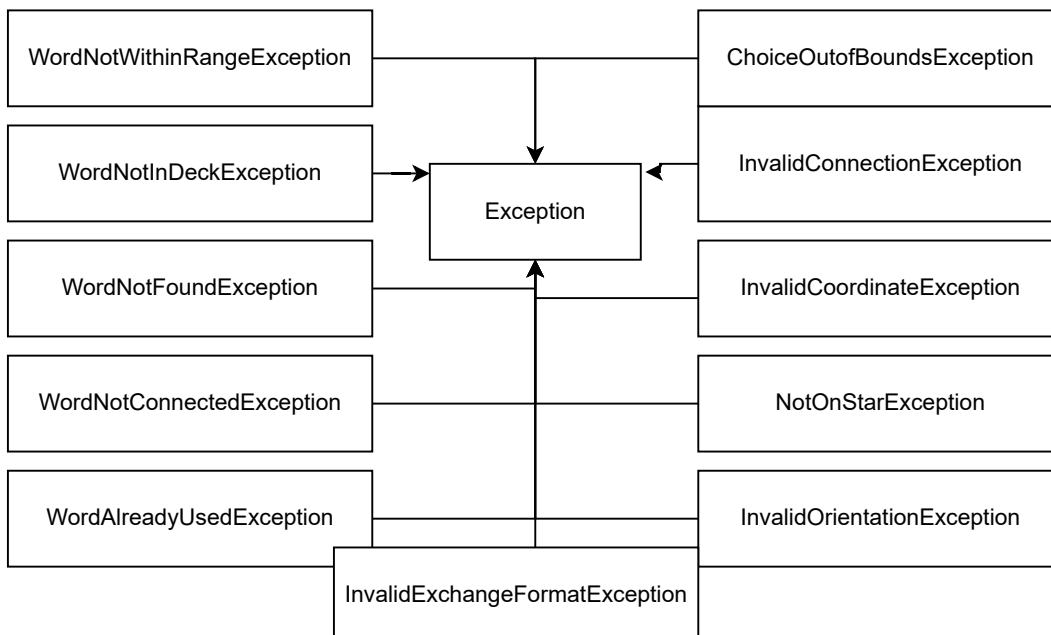 WordNotWithinRangeException
ChoiceOutofBoundsException
WordNotInDeckException
InvalidConnectionException
Exception
WordNotFoundException
InvalidCoordinateException
WordNotConnectedException
NotOnStarException
WordAlreadyUsedException
InvalidOrientationException
InvalidExchangeFormatException